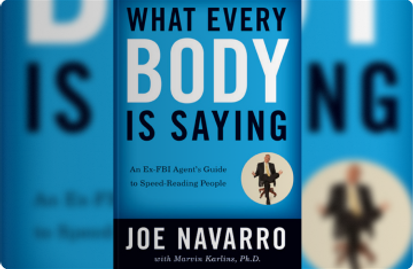 WHAT EVERY
BODY
IS SAYING
An Ex-FBI Agent's Guide
to Speed-Reading People
JOE NAVARRO
with Marvin Karlins, Ph.D.